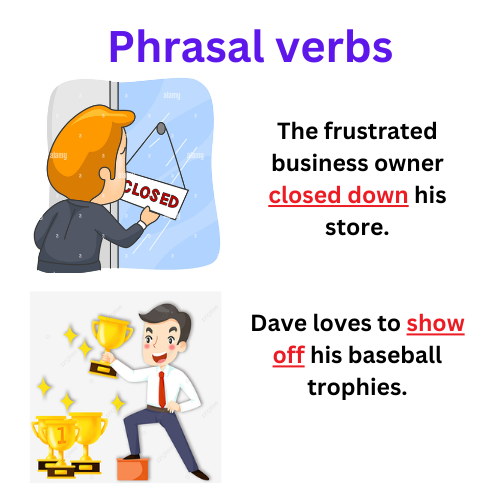 Phrasal verbs
CLOSED
The frustrated
business owner
closed down his
store.
Dave loves to show
off his baseball
trophies.
1